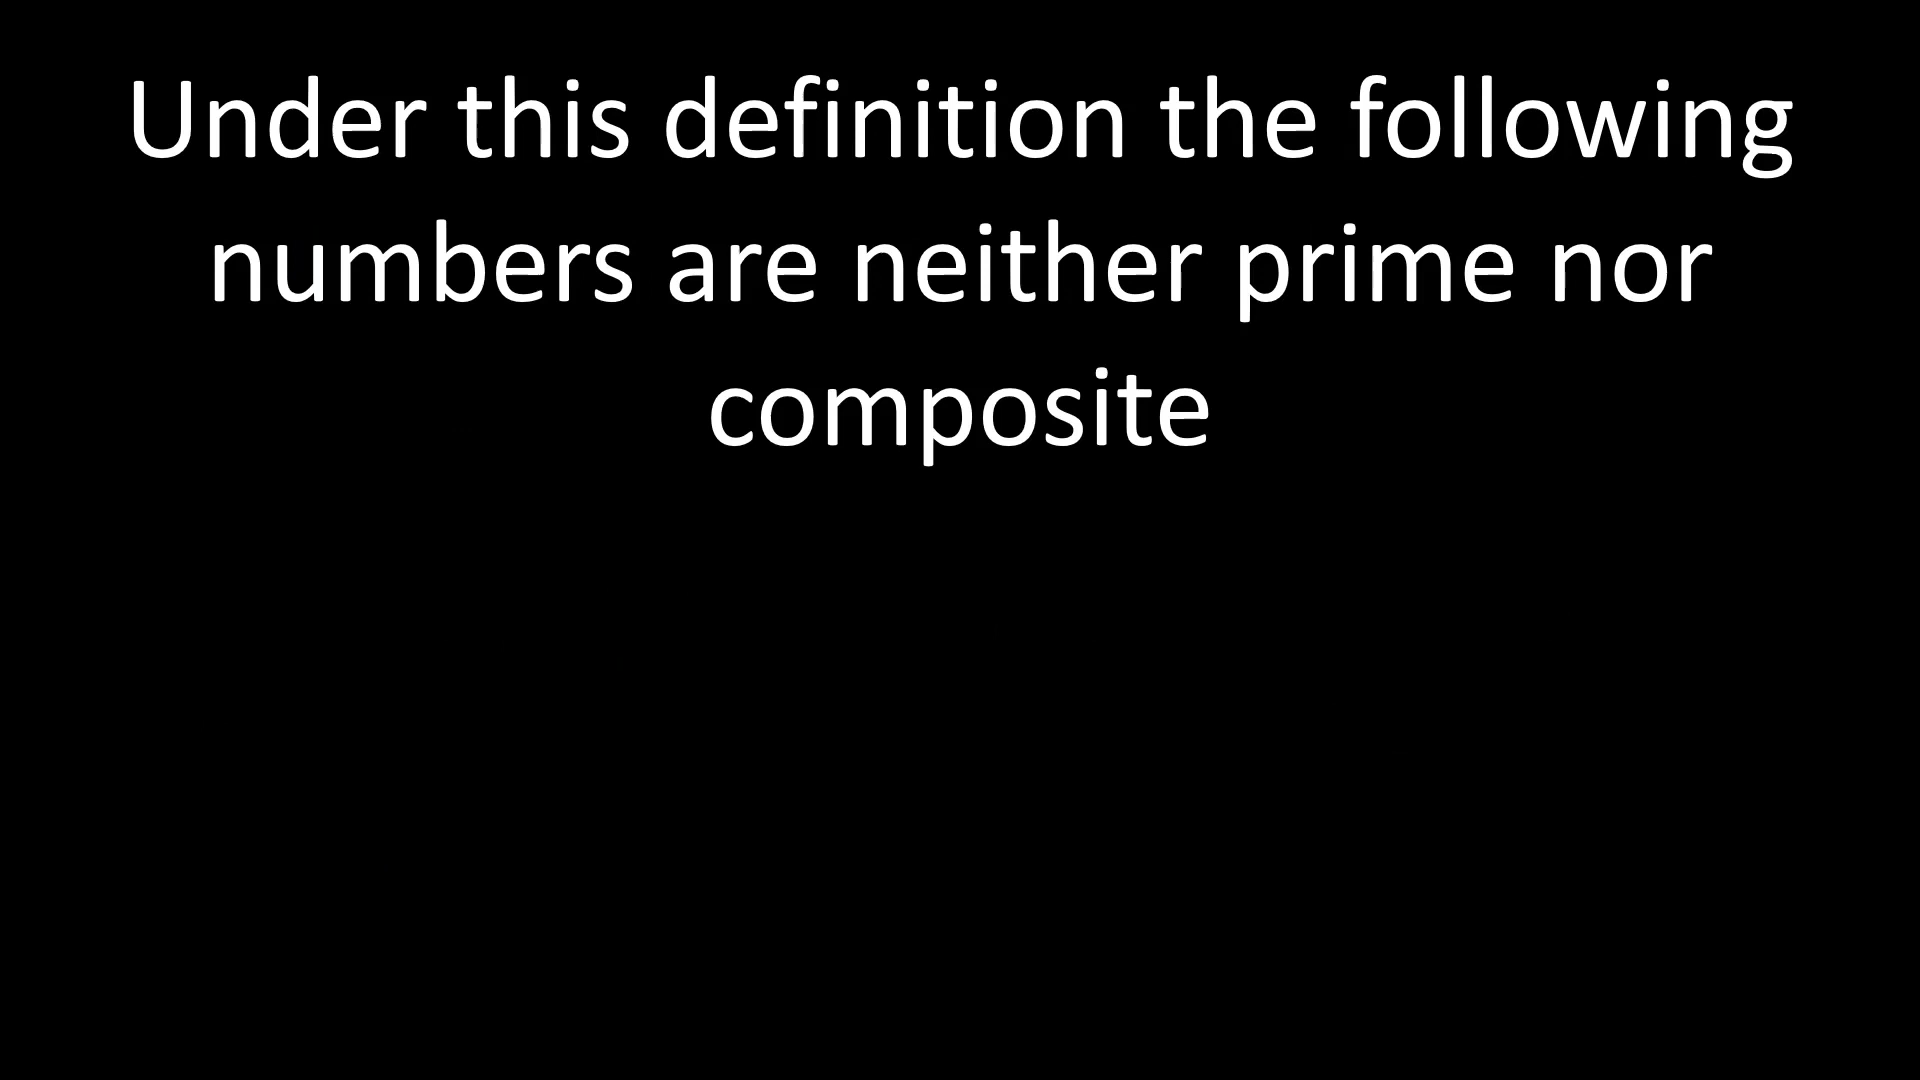 Under this definition the following
numbers are neither prime nor
composite